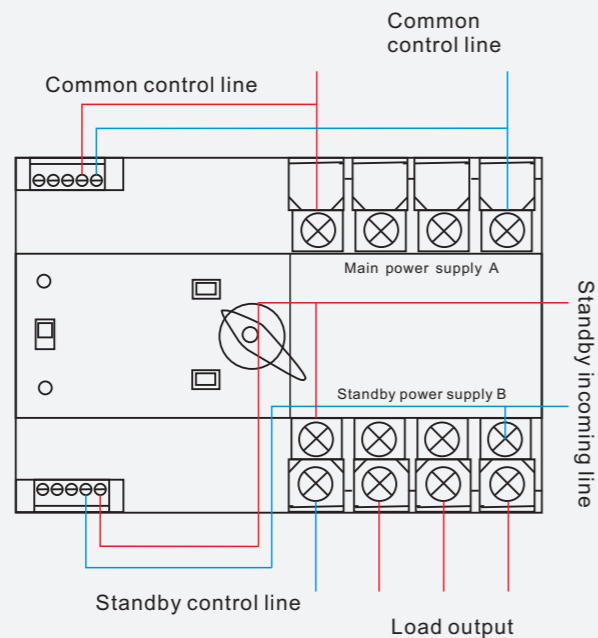 Common
control line
Common control line
Main power supply A
Standby incoming line
Standby power supply B
Standby control line
Load output